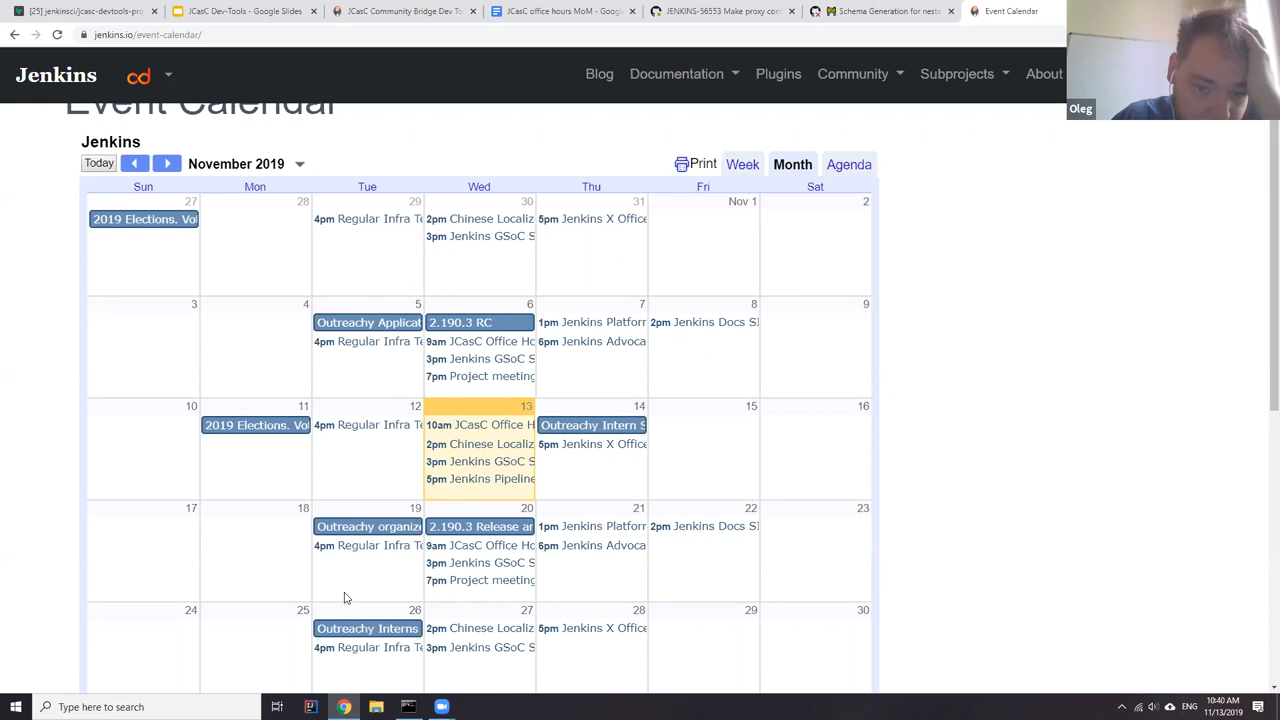 [25] jenkinsci/jcasc-devtools-pro
JCasC Dev-Tools - Google Slides
JCasC Community Bridge Dev To
JCasC office hours MoM - Googl
JENKINS-56553 Make proxy cont
Schema Generation for neste
Event Calendar
jenkins.io/event-calendar/
Jenkins
cd
Blog Documentation Plugins Community Subprojects About
Oleg
Event Calendar
Jenkins
Today November 2019 Print Week Month Agenda
Sun Mon Tue Wed Thu Fri Sat
27 28 29 30 31 Nov 1 2
2019 Elections. Vo
4pm Regular Infra Te
2pm Chinese Localiz
3pm Jenkins GSoC S
5pm Jenkins X Office
3 4 5 6 7 8 9
Outreachy Applicat
4pm Regular Infra Te
2.190.3 RC
9am JCasC Office Ho
3pm Jenkins GSoC S
7pm Project meeting
1pm Jenkins Platforr
6pm Jenkins Advoca
2pm Jenkins Docs SI
10 11 12 13 14 15 16
2019 Elections. Vo
4pm Regular Infra Te
10am JCasC Office H
2pm Chinese Localiz
3pm Jenkins GSoC S
5pm Jenkins Pipeline
Outreachy Intern S
5pm Jenkins X Office
17 18 19 20 21 22 23
Outreachy organize
4pm Regular Infra Te
2.190.3 Release an
9am JCasC Office Ho
3pm Jenkins GSoC S
7pm Project meeting
1pm Jenkins Platforr
6pm Jenkins Advoca
2pm Jenkins Docs SI
24 25 26 27 28 29 30
Outreachy Interns
4pm Regular Infra Te
2pm Chinese Localiz
3pm Jenkins GSoC S
5pm Jenkins X Office
Type here to search
ENG
10:40 AM
11/13/2019